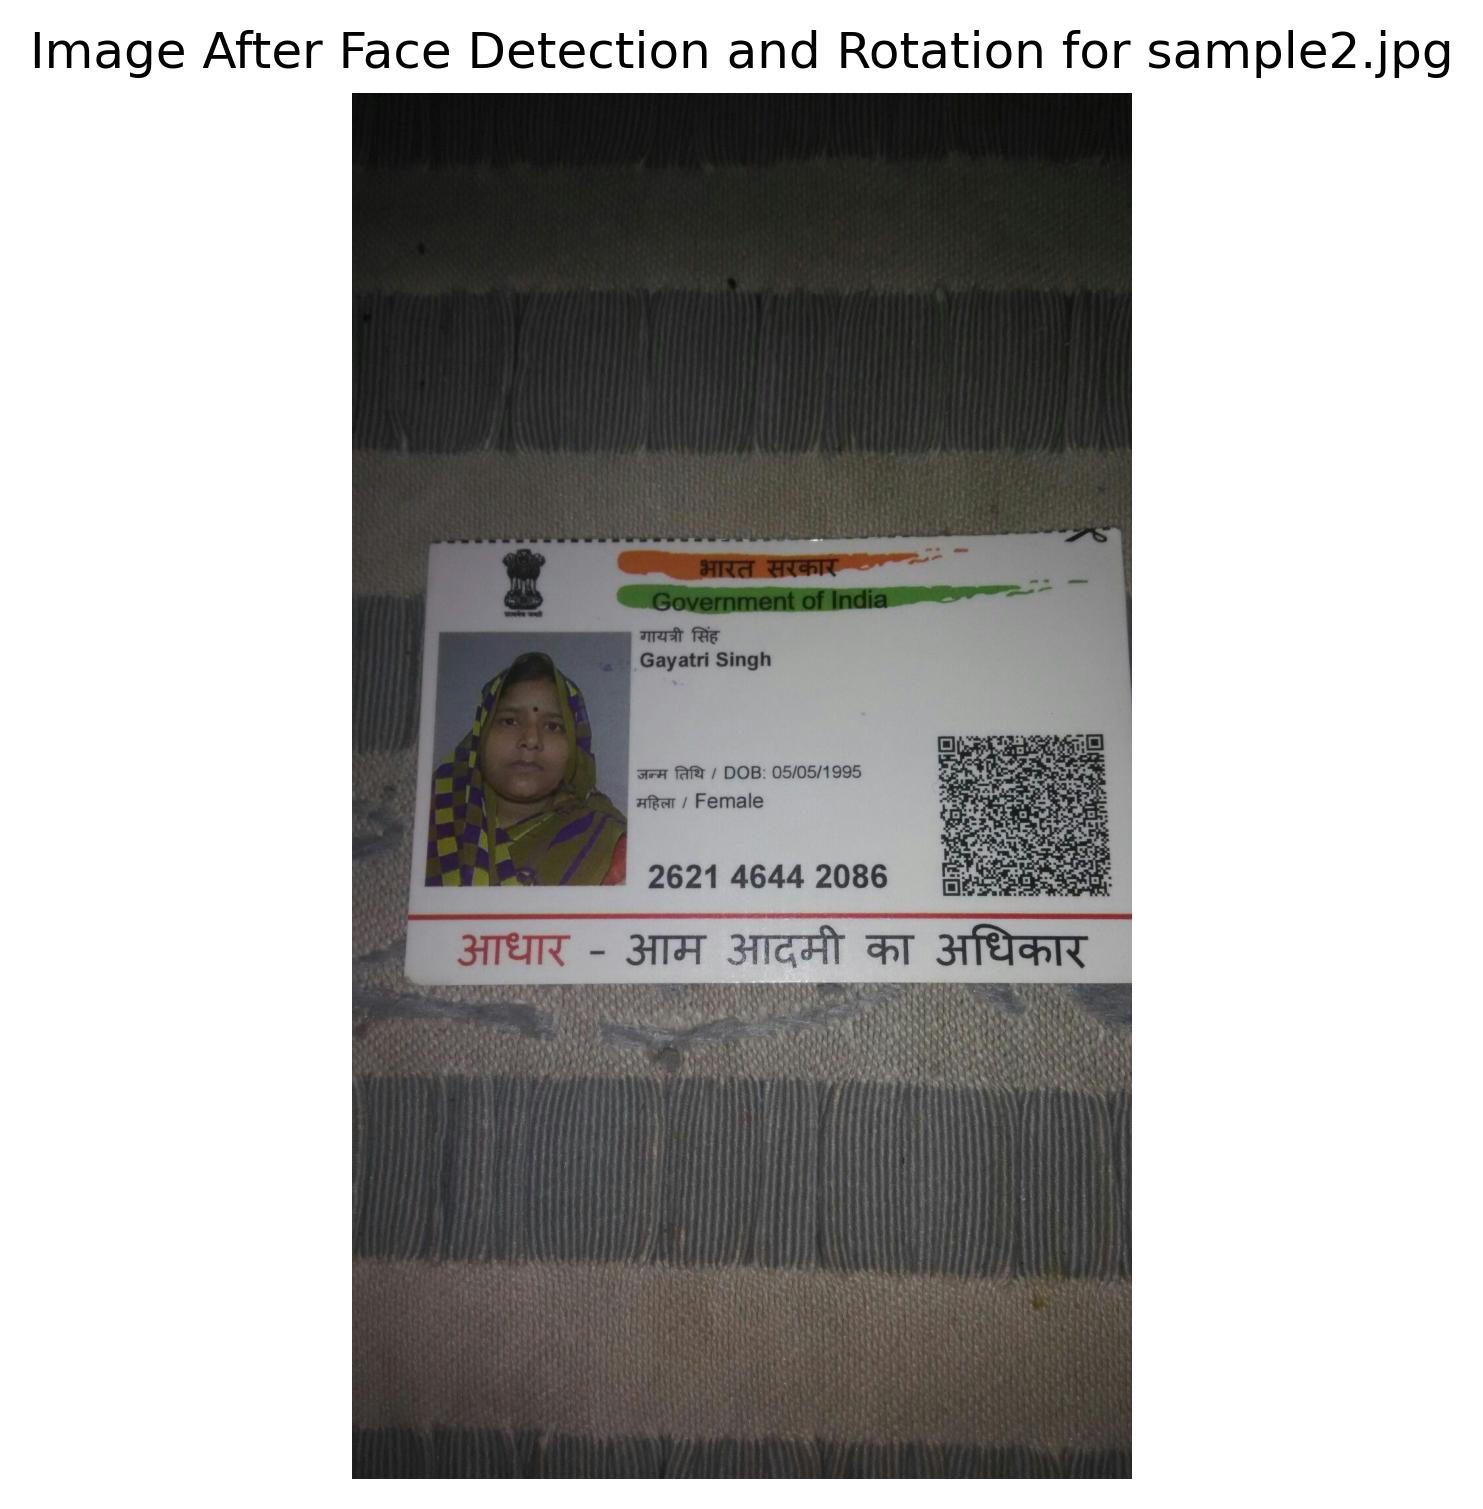 Image After Face Detection and Rotation for sample2.jpg
भारत सरकार
Government of India
गायत्री सिंह
Gayatri Singh
जन्म तिथि / DOB: 05/05/1995
महिला / Female
2621 4644 2086
आधार - आम आदमी का अधिकार